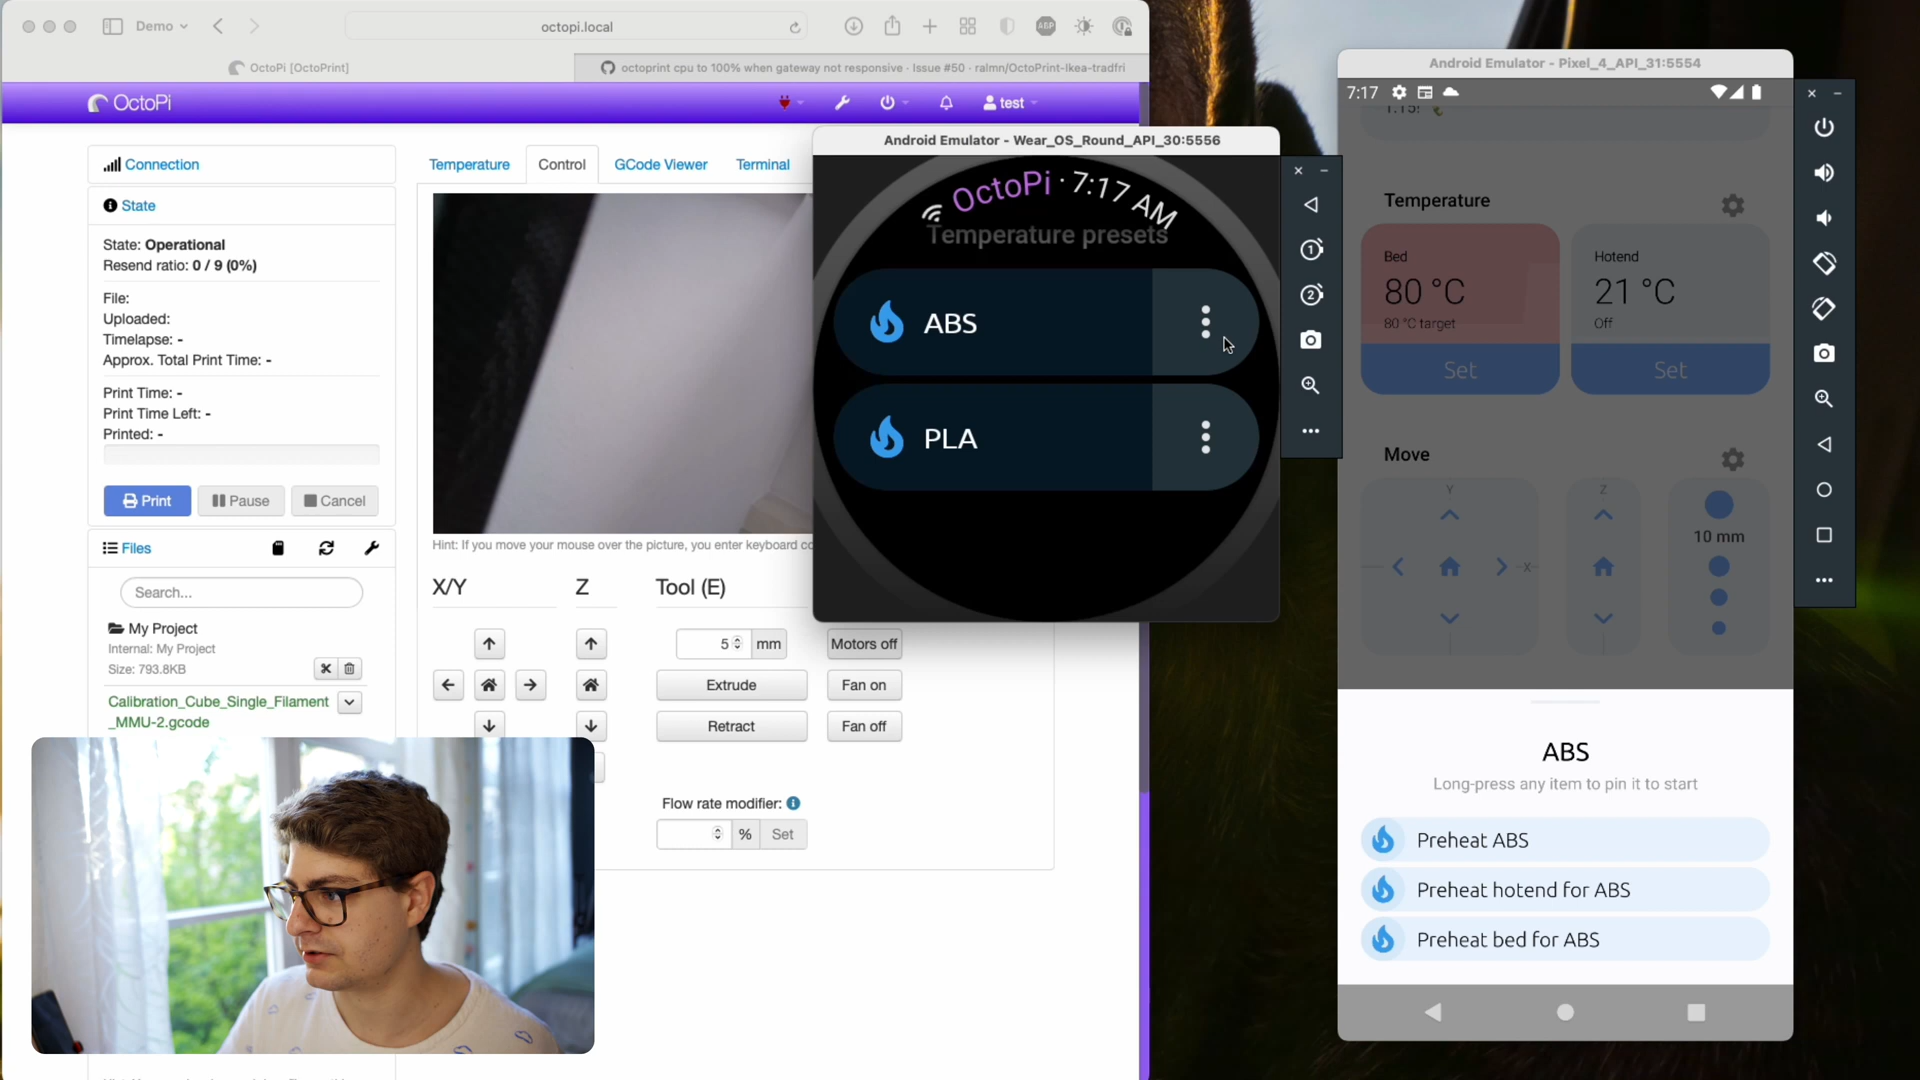 Demo
octopi.local
OctoPi [OctoPrint]
octoprint cpu to 100% when gateway not responsive · Issue #50 · ralmn/OctoPrint-Ikea-tradfri
OctoPi
test
Connection
State
State: Operational
Resend ratio: 0 / 9 (0%)
File:
Uploaded:
Timelapse: -
Approx. Total Print Time: -
Print Time: -
Print Time Left: -
Printed: -
Print
Pause
Cancel
Files
Search...
My Project
Internal: My Project
Size: 793.8KB
Calibration_Cube_Single_Filament
_MMU-2.gcode
Temperature
Control
GCode Viewer
Terminal
Hint: If you move your mouse over the picture, you enter keyboard co
X/Y
Z
Tool (E)
5
mm
Extrude
Retract
Motors off
Fan on
Fan off
Flow rate modifier:
%
Set
Android Emulator - Wear_OS_Round_API_30:5556
OctoPi · 7:17 AM
Temperature presets
ABS
PLA
1
2
Android Emulator - Pixel_4_API_31:5554
7:17
Temperature
Bed
80 °C
80 °C target
Set
Hotend
21 °C
Off
Set
Move
Y
Z
X
10 mm
ABS
Long-press any item to pin it to start
Preheat ABS
Preheat hotend for ABS
Preheat bed for ABS